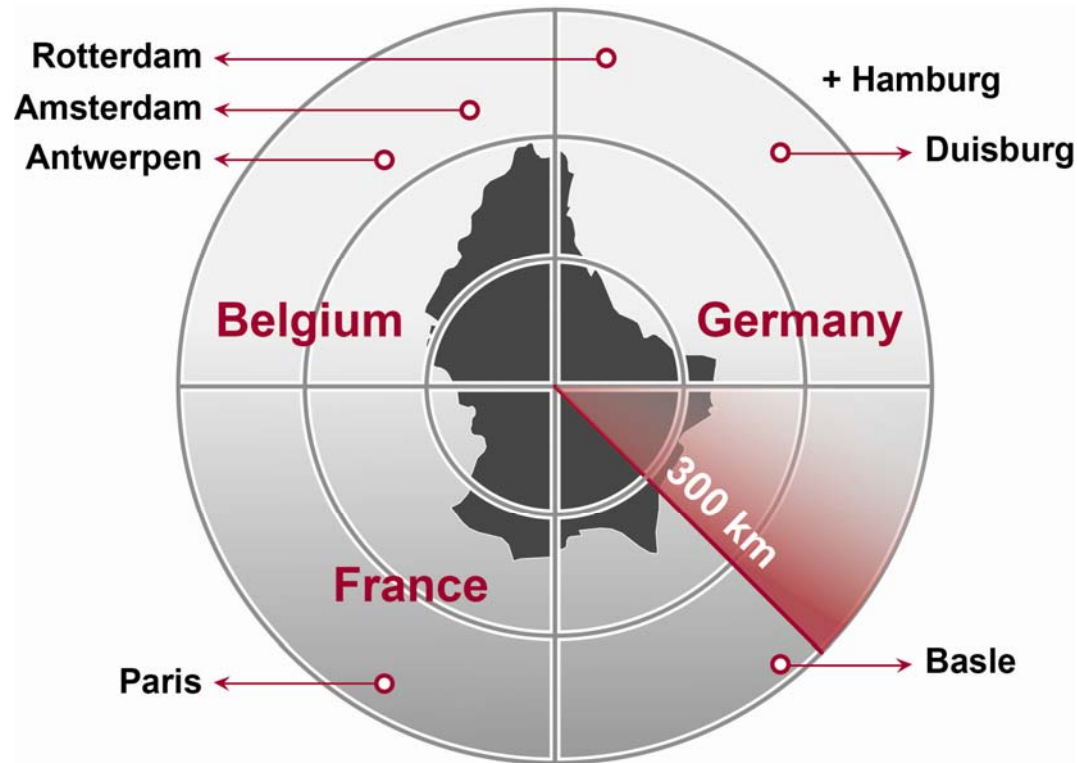 Rotterdam
+ Hamburg
Amsterdam
Duisburg
Antwerpen
Belgium
Germany
300 km
France
Paris
Basle